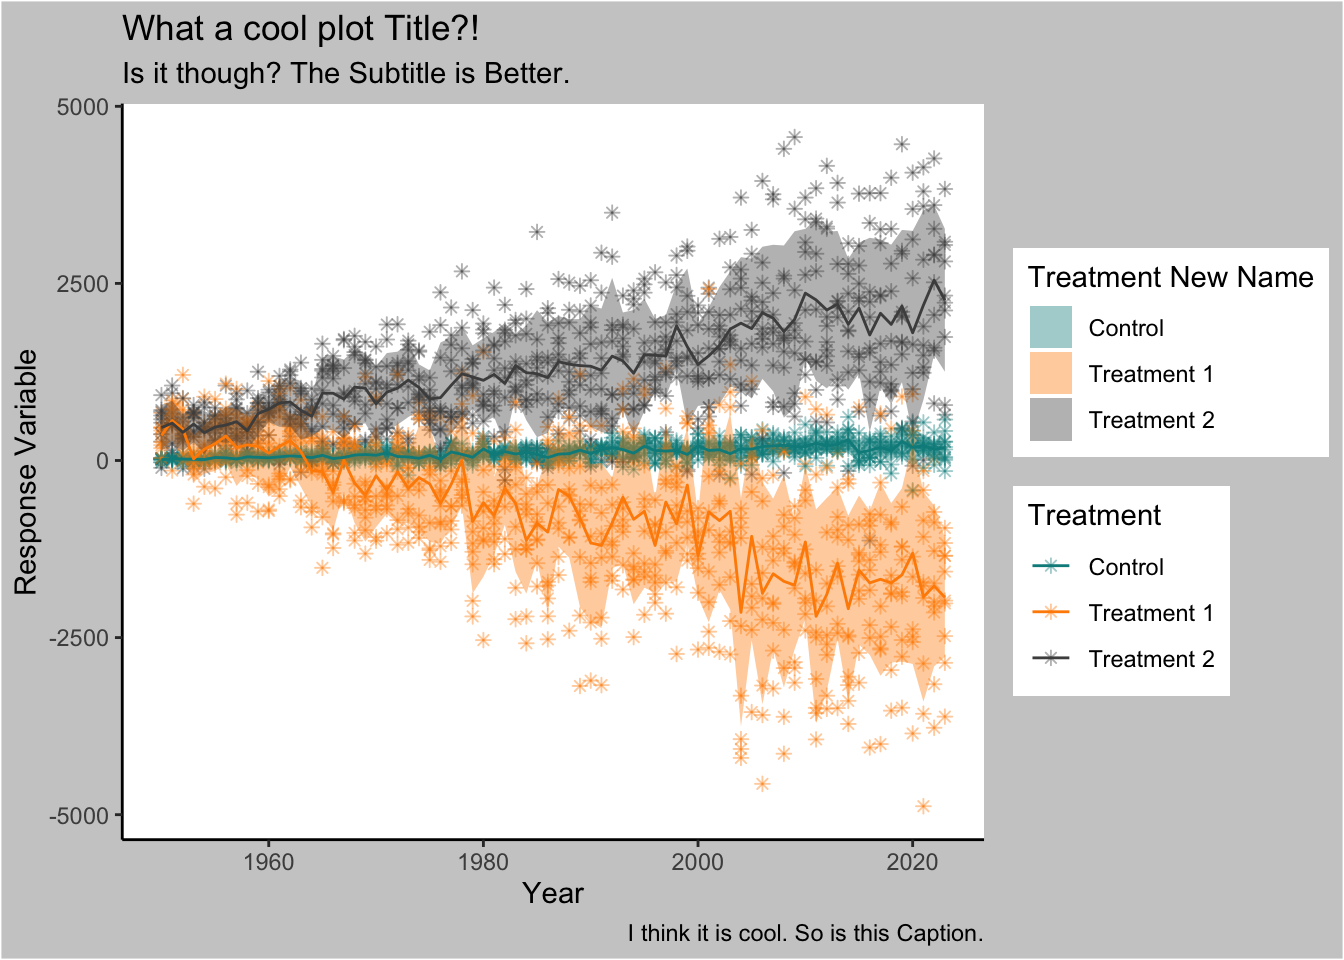 What a cool plot Title?!
Is it though? The Subtitle is Better.
5000
2500
0
-2500
-5000
Response Variable
1960
1980
2000
2020
Year
I think it is cool. So is this Caption.
Treatment New Name
Control
Treatment 1
Treatment 2
Treatment
Control
Treatment 1
Treatment 2